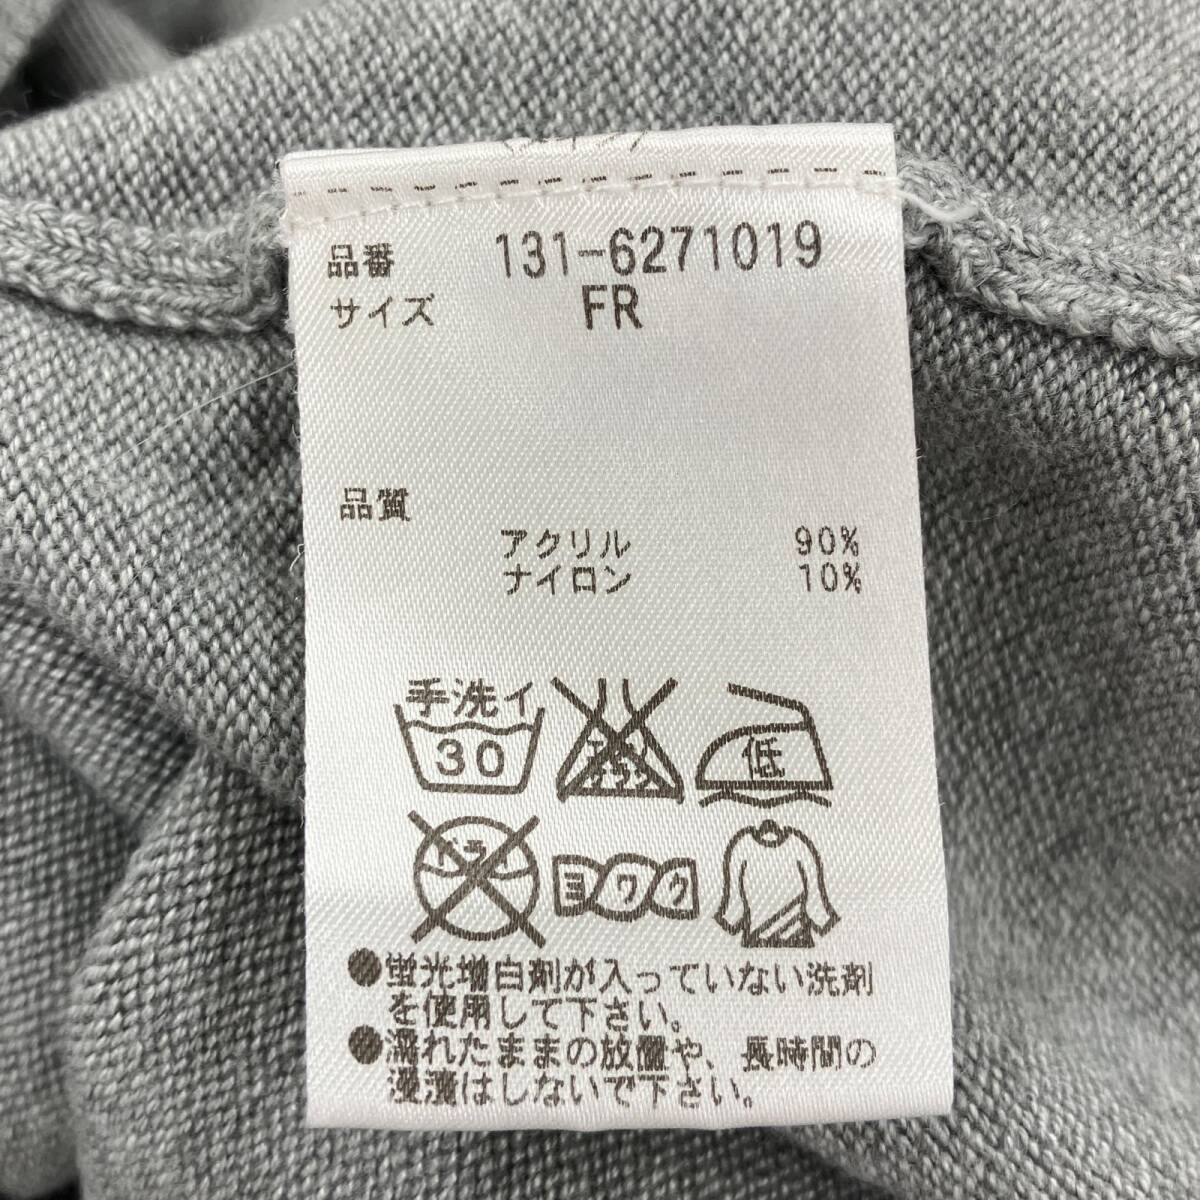 品番 131-6271019
サイズ FR
品質
アクリル 90%
ナイロン 10%
手洗イ
30
低
ドライ
ヨワク
●蛍光増白剤が入っていない洗剤
を使用して下さい。
●濡れたままの放置や、長時間の
浸漬はしないで下さい。